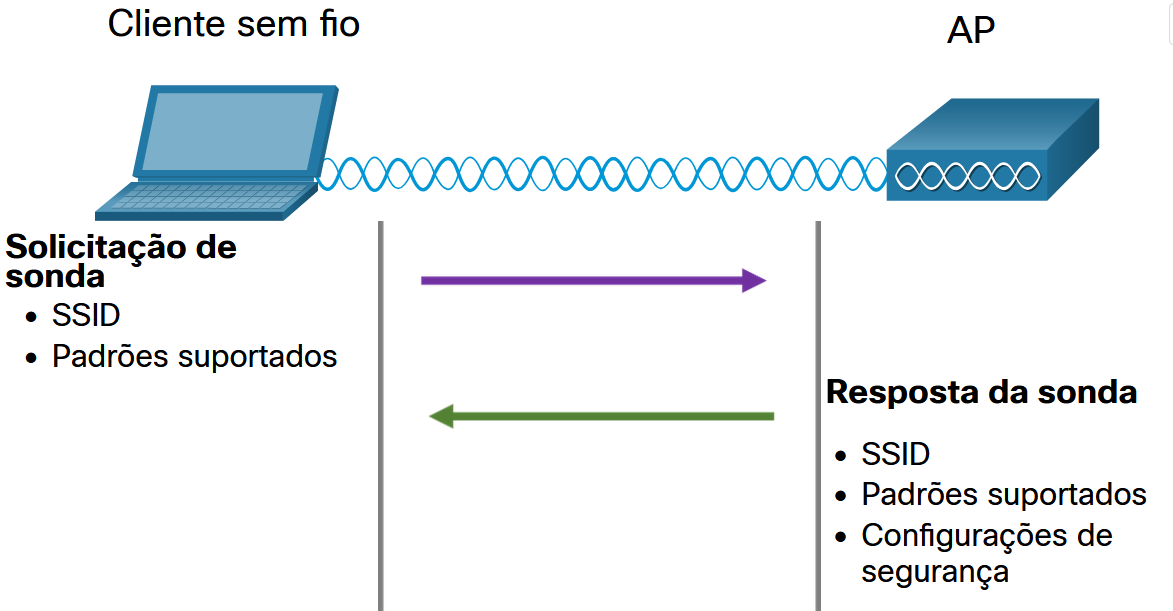 Cliente sem fio
AP
Solicitação de
sonda
• SSID
• Padrões suportados
Resposta da sonda
• SSID
• Padrões suportados
• Configurações de
segurança